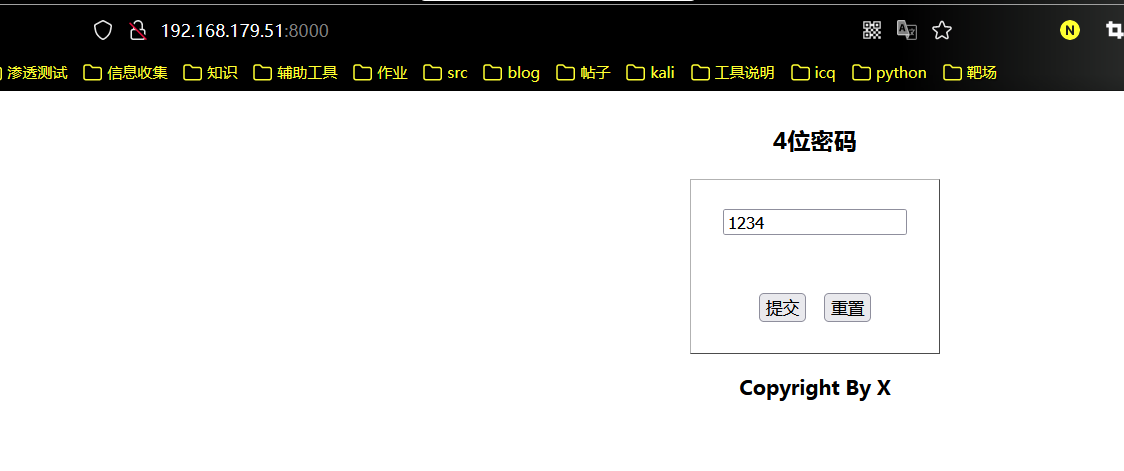 192.168.179.51:8000
渗透测试 信息收集 知识 辅助工具 作业 src blog 帖子 kali 工具说明 icq python 靶场
4位密码
1234
提交 重置
Copyright By X
N